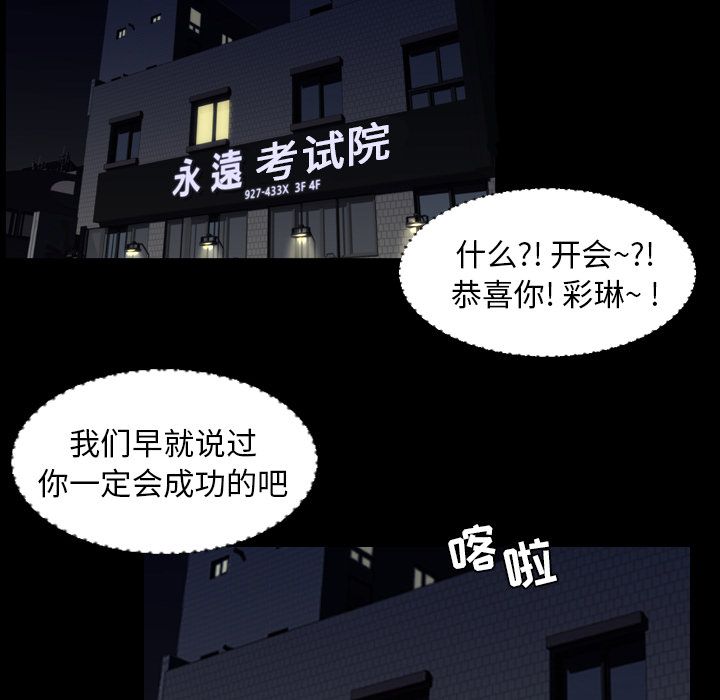 永遠 考试院
927-433X 3F 4F
什么?! 开会~?!
恭喜你! 彩琳~ !
我们早就说过
你一定会成功的吧
喀啦